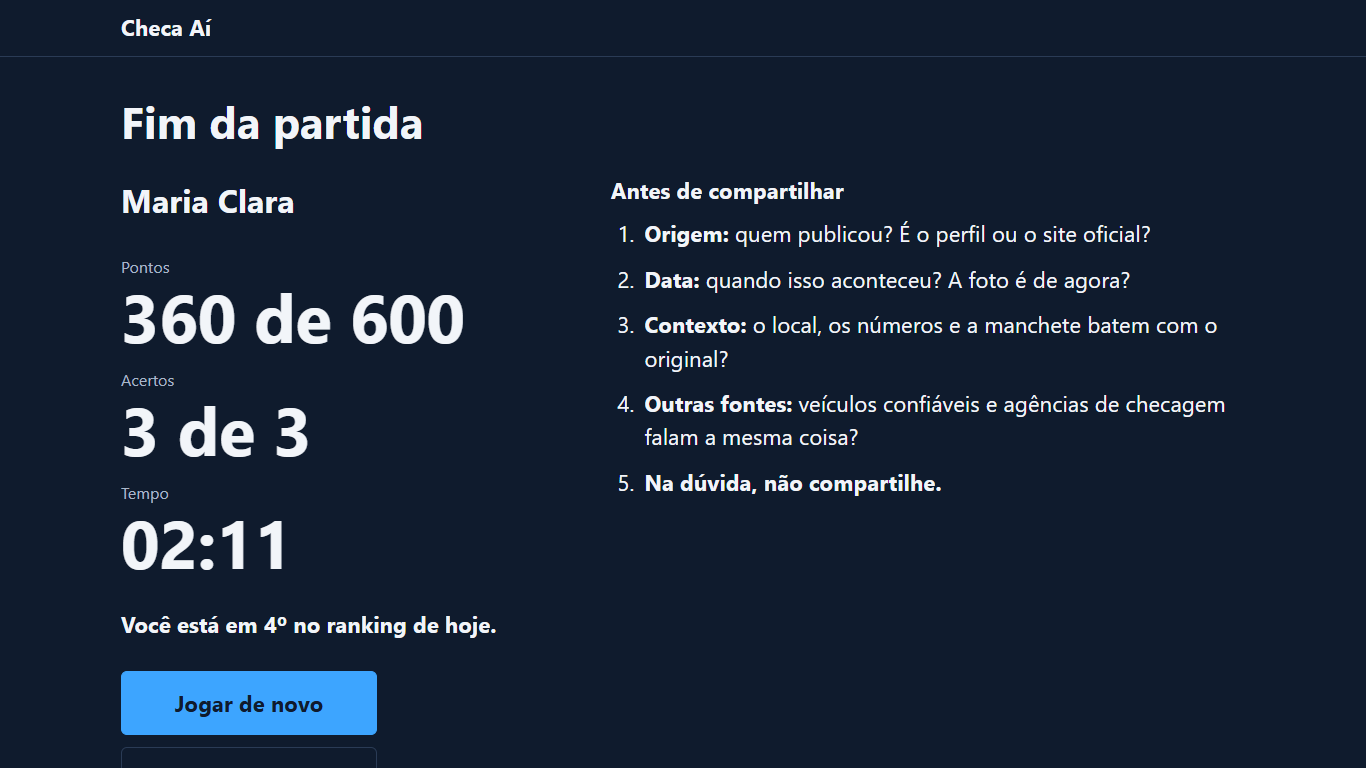 Checa Aí
Fim da partida
Maria Clara
Pontos
360 de 600
Acertos
3 de 3
Tempo
02:11
Você está em 4º no ranking de hoje.
Jogar de novo
Antes de compartilhar
1. Origem: quem publicou? É o perfil ou o site oficial?
2. Data: quando isso aconteceu? A foto é de agora?
3. Contexto: o local, os números e a manchete batem com o
original?
4. Outras fontes: veículos confiáveis e agências de checagem
falam a mesma coisa?
5. Na dúvida, não compartilhe.